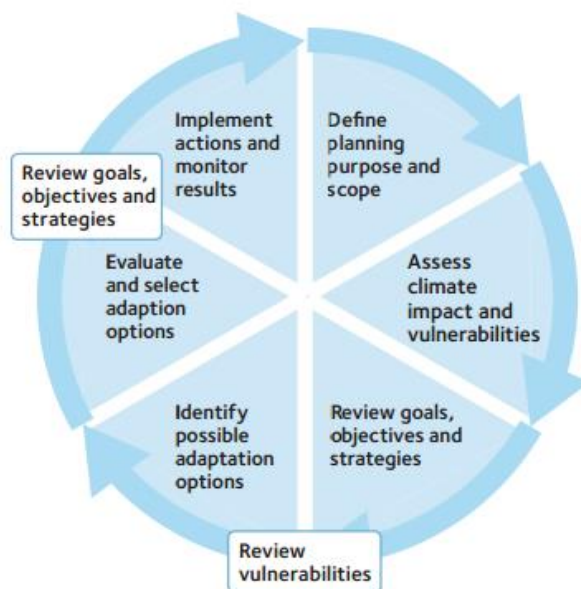 Implement
actions and
monitor
results
Define
planning
purpose and
scope
Review goals,
objectives and
strategies
Evaluate
and select
adaption
options
Assess
climate
impact and
vulnerabilities
Identify
possible
adaptation
options
Review goals,
objectives and
strategies
Review
vulnerabilities